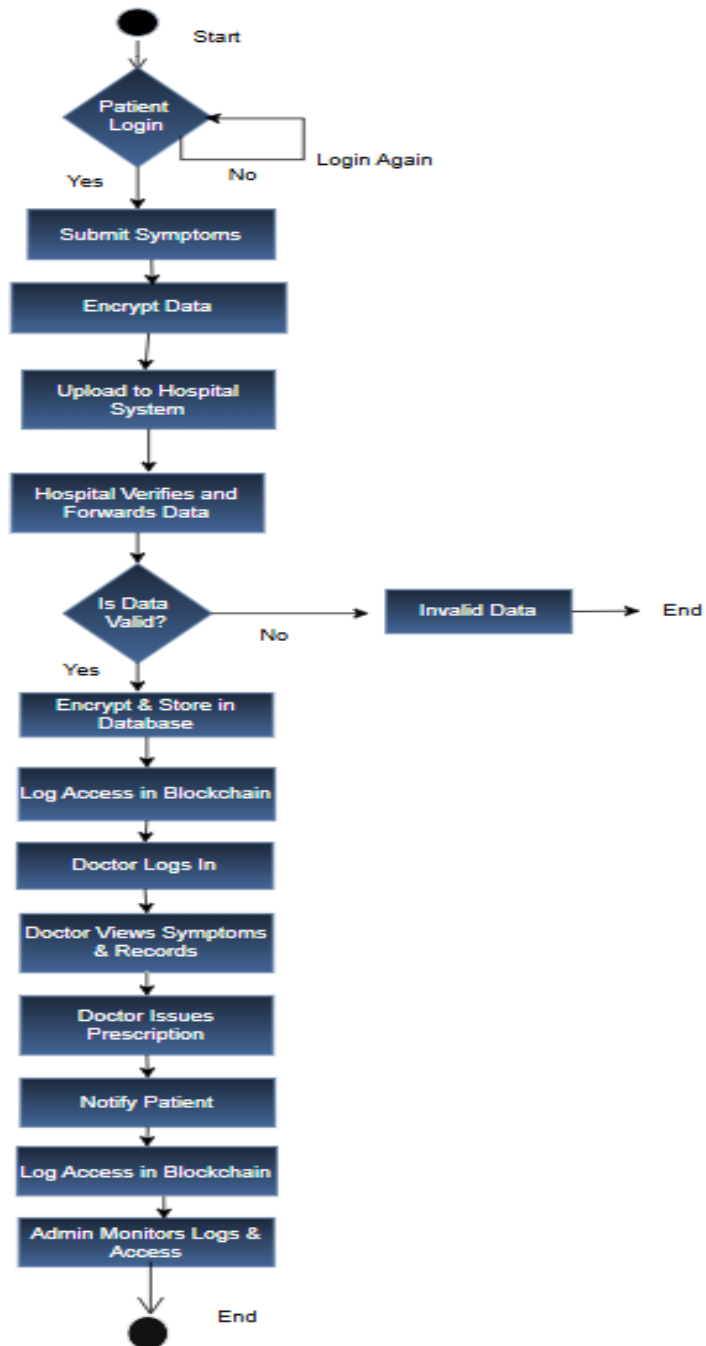 Start
Patient
Login
Login Again
No
Yes
Submit Symptoms
Encrypt Data
Upload to Hospital
System
Hospital Verifies and
Forwards Data
Is Data
Valid?
No
Invalid Data
End
Yes
Encrypt & Store in
Database
Log Access in Blockchain
Doctor Logs In
Doctor Views Symptoms
& Records
Doctor Issues
Prescription
Notify Patient
Log Access in Blockchain
Admin Monitors Logs &
Access
End